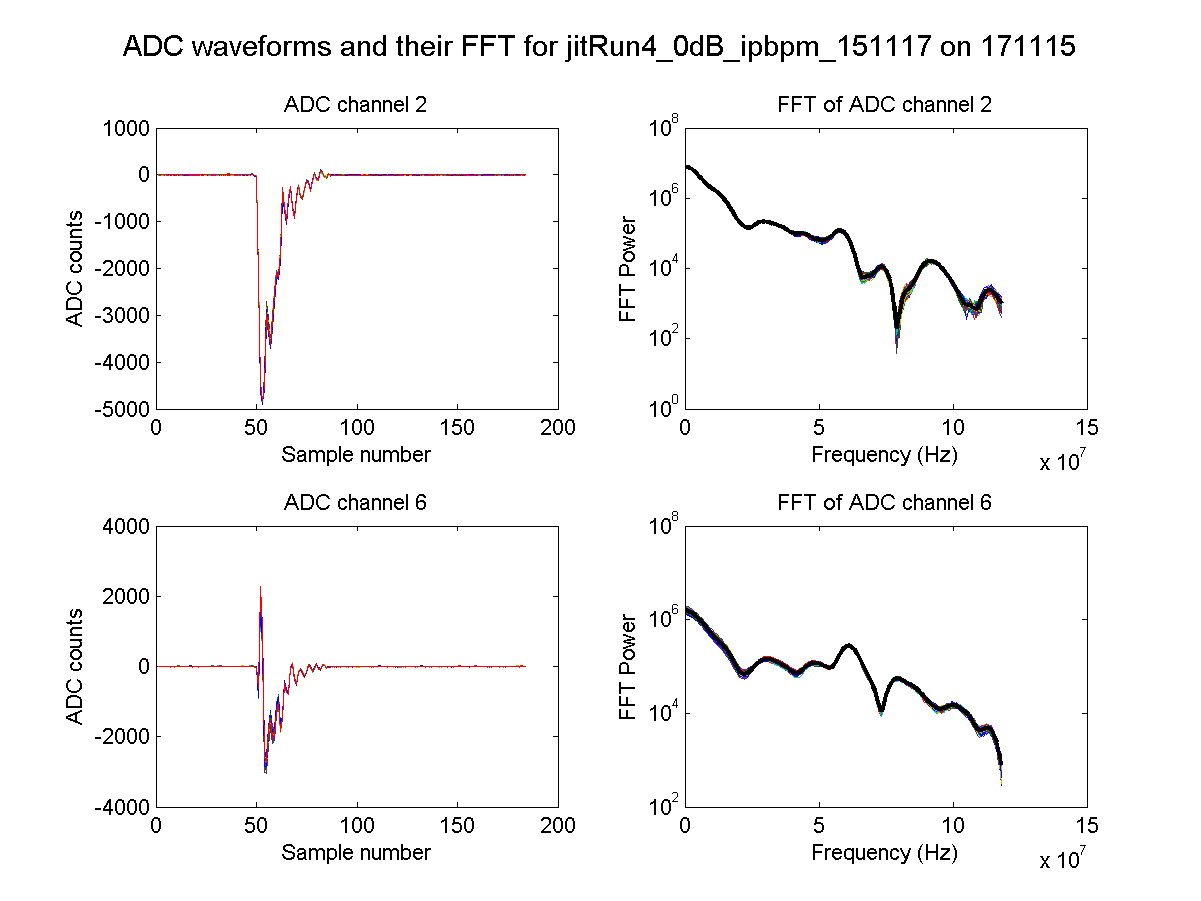 ADC waveforms and their FFT for jitRun4_0dB_ipbpm_151117 on 171115
ADC channel 2
1000
0
-1000
-2000
-3000
-4000
-5000
ADC counts
0 50 100 150 200
Sample number
FFT of ADC channel 2
10^8
10^6
10^4
10^2
10^0
FFT Power
0 5 10 15
Frequency (Hz)
x 10^7
ADC channel 6
4000
2000
0
-2000
-4000
ADC counts
0 50 100 150 200
Sample number
FFT of ADC channel 6
10^8
10^6
10^4
10^2
FFT Power
0 5 10 15
Frequency (Hz)
x 10^7